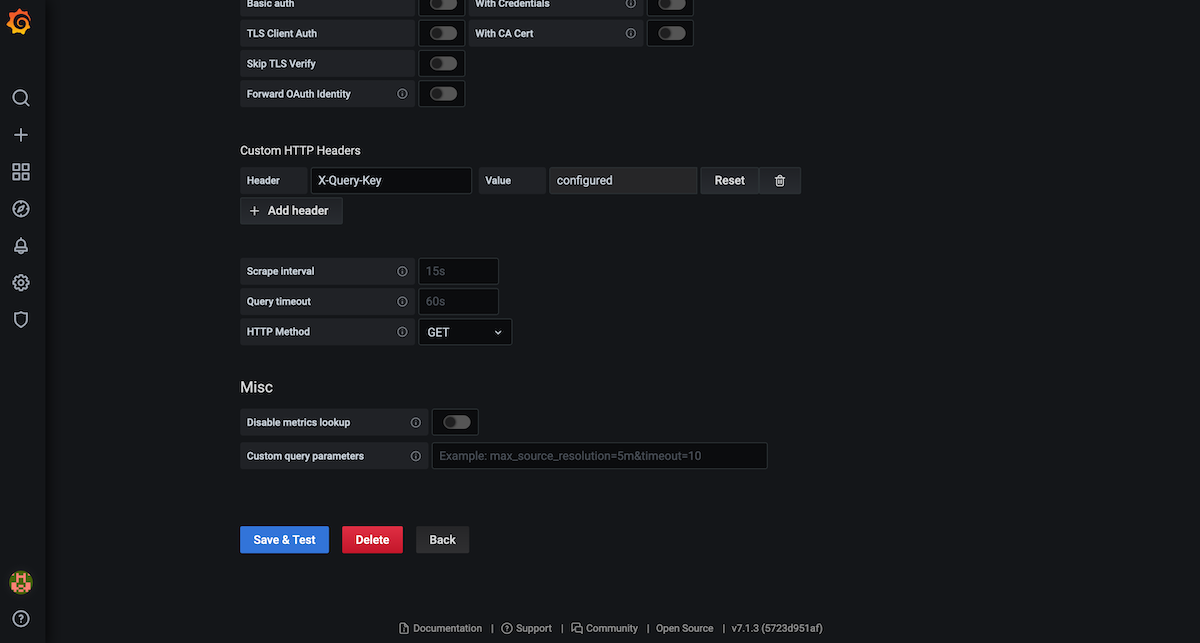 Basic auth With Credentials
TLS Client Auth With CA Cert
Skip TLS Verify
Forward OAuth Identity
Custom HTTP Headers
Header X-Query-Key Value configured Reset
Add header
Scrape interval 15s
Query timeout 60s
HTTP Method GET
Misc
Disable metrics lookup
Custom query parameters Example: max_source_resolution=5m&timeout=10
Save & Test Delete Back
Documentation | Support | Community | Open Source | v7.1.3 (5723d951af)